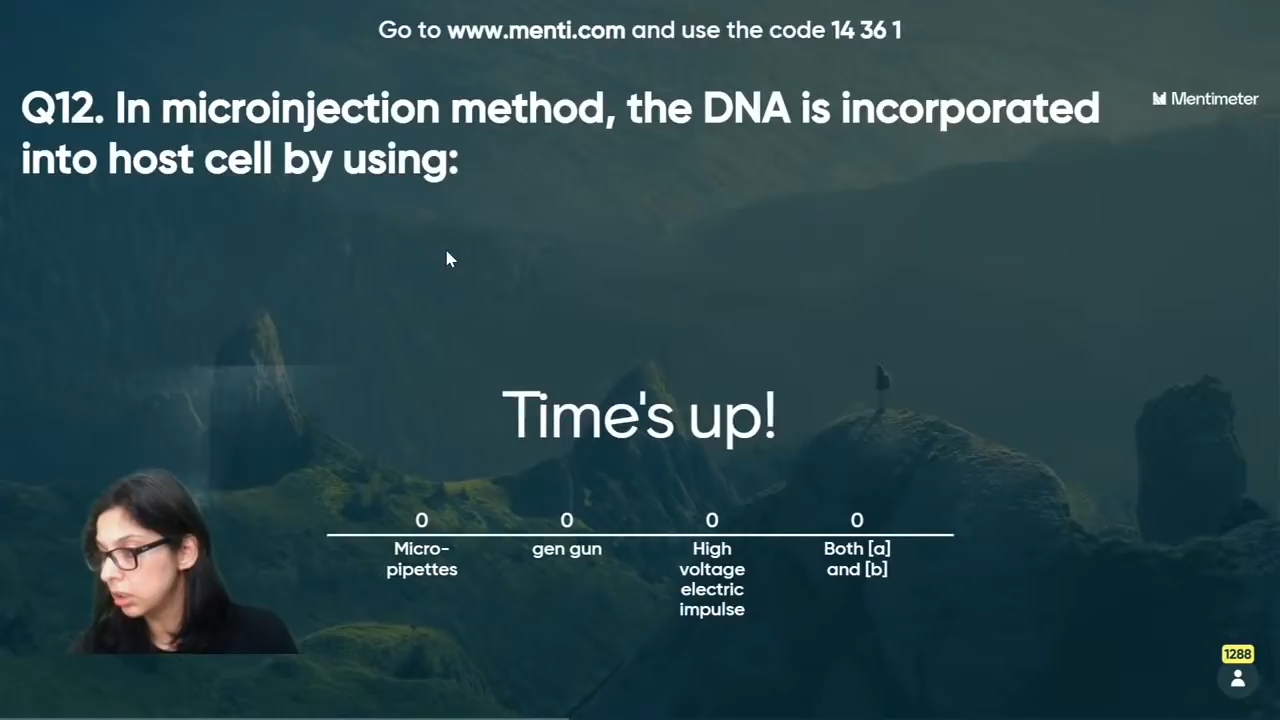 Go to www.menti.com and use the code 14 36 1
Q12. In microinjection method, the DNA is incorporated
into host cell by using:
Mentimeter
Time's up!
0 0 0 0
Micro-
pipettes
gen gun
High
voltage
electric
impulse
Both [a]
and [b]
1288